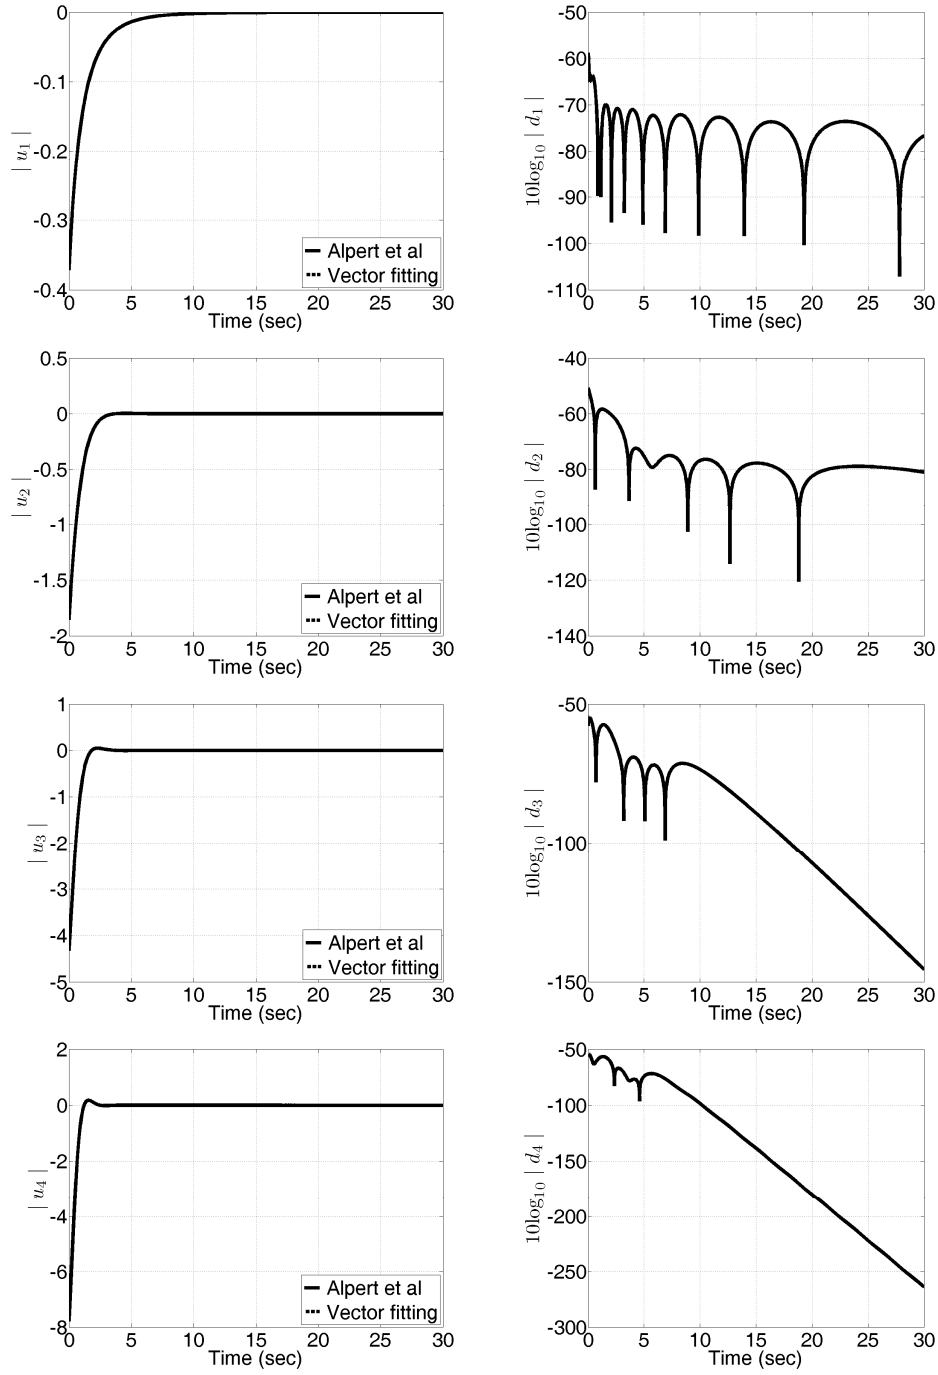 0
-0.1
-0.2
-0.3
-0.4
| u1 |
0 5 10 15 20 25 30
Time (sec)
Alpert et al
Vector fitting
-50
-60
-70
-80
-90
-100
-110
10log10 | d1 |
0 5 10 15 20 25 30
Time (sec)
0.5
0
-0.5
-1
-1.5
-2
| u2 |
0 5 10 15 20 25 30
Time (sec)
Alpert et al
Vector fitting
-40
-60
-80
-100
-120
-140
10log10 | d2 |
0 5 10 15 20 25 30
Time (sec)
1
0
-1
-2
-3
-4
-5
| u3 |
0 5 10 15 20 25 30
Time (sec)
Alpert et al
Vector fitting
-50
-100
-150
10log10 | d3 |
0 5 10 15 20 25 30
Time (sec)
2
0
-2
-4
-6
-8
| u4 |
0 5 10 15 20 25 30
Time (sec)
Alpert et al
Vector fitting
-50
-100
-150
-200
-250
-300
10log10 | d4 |
0 5 10 15 20 25 30
Time (sec)